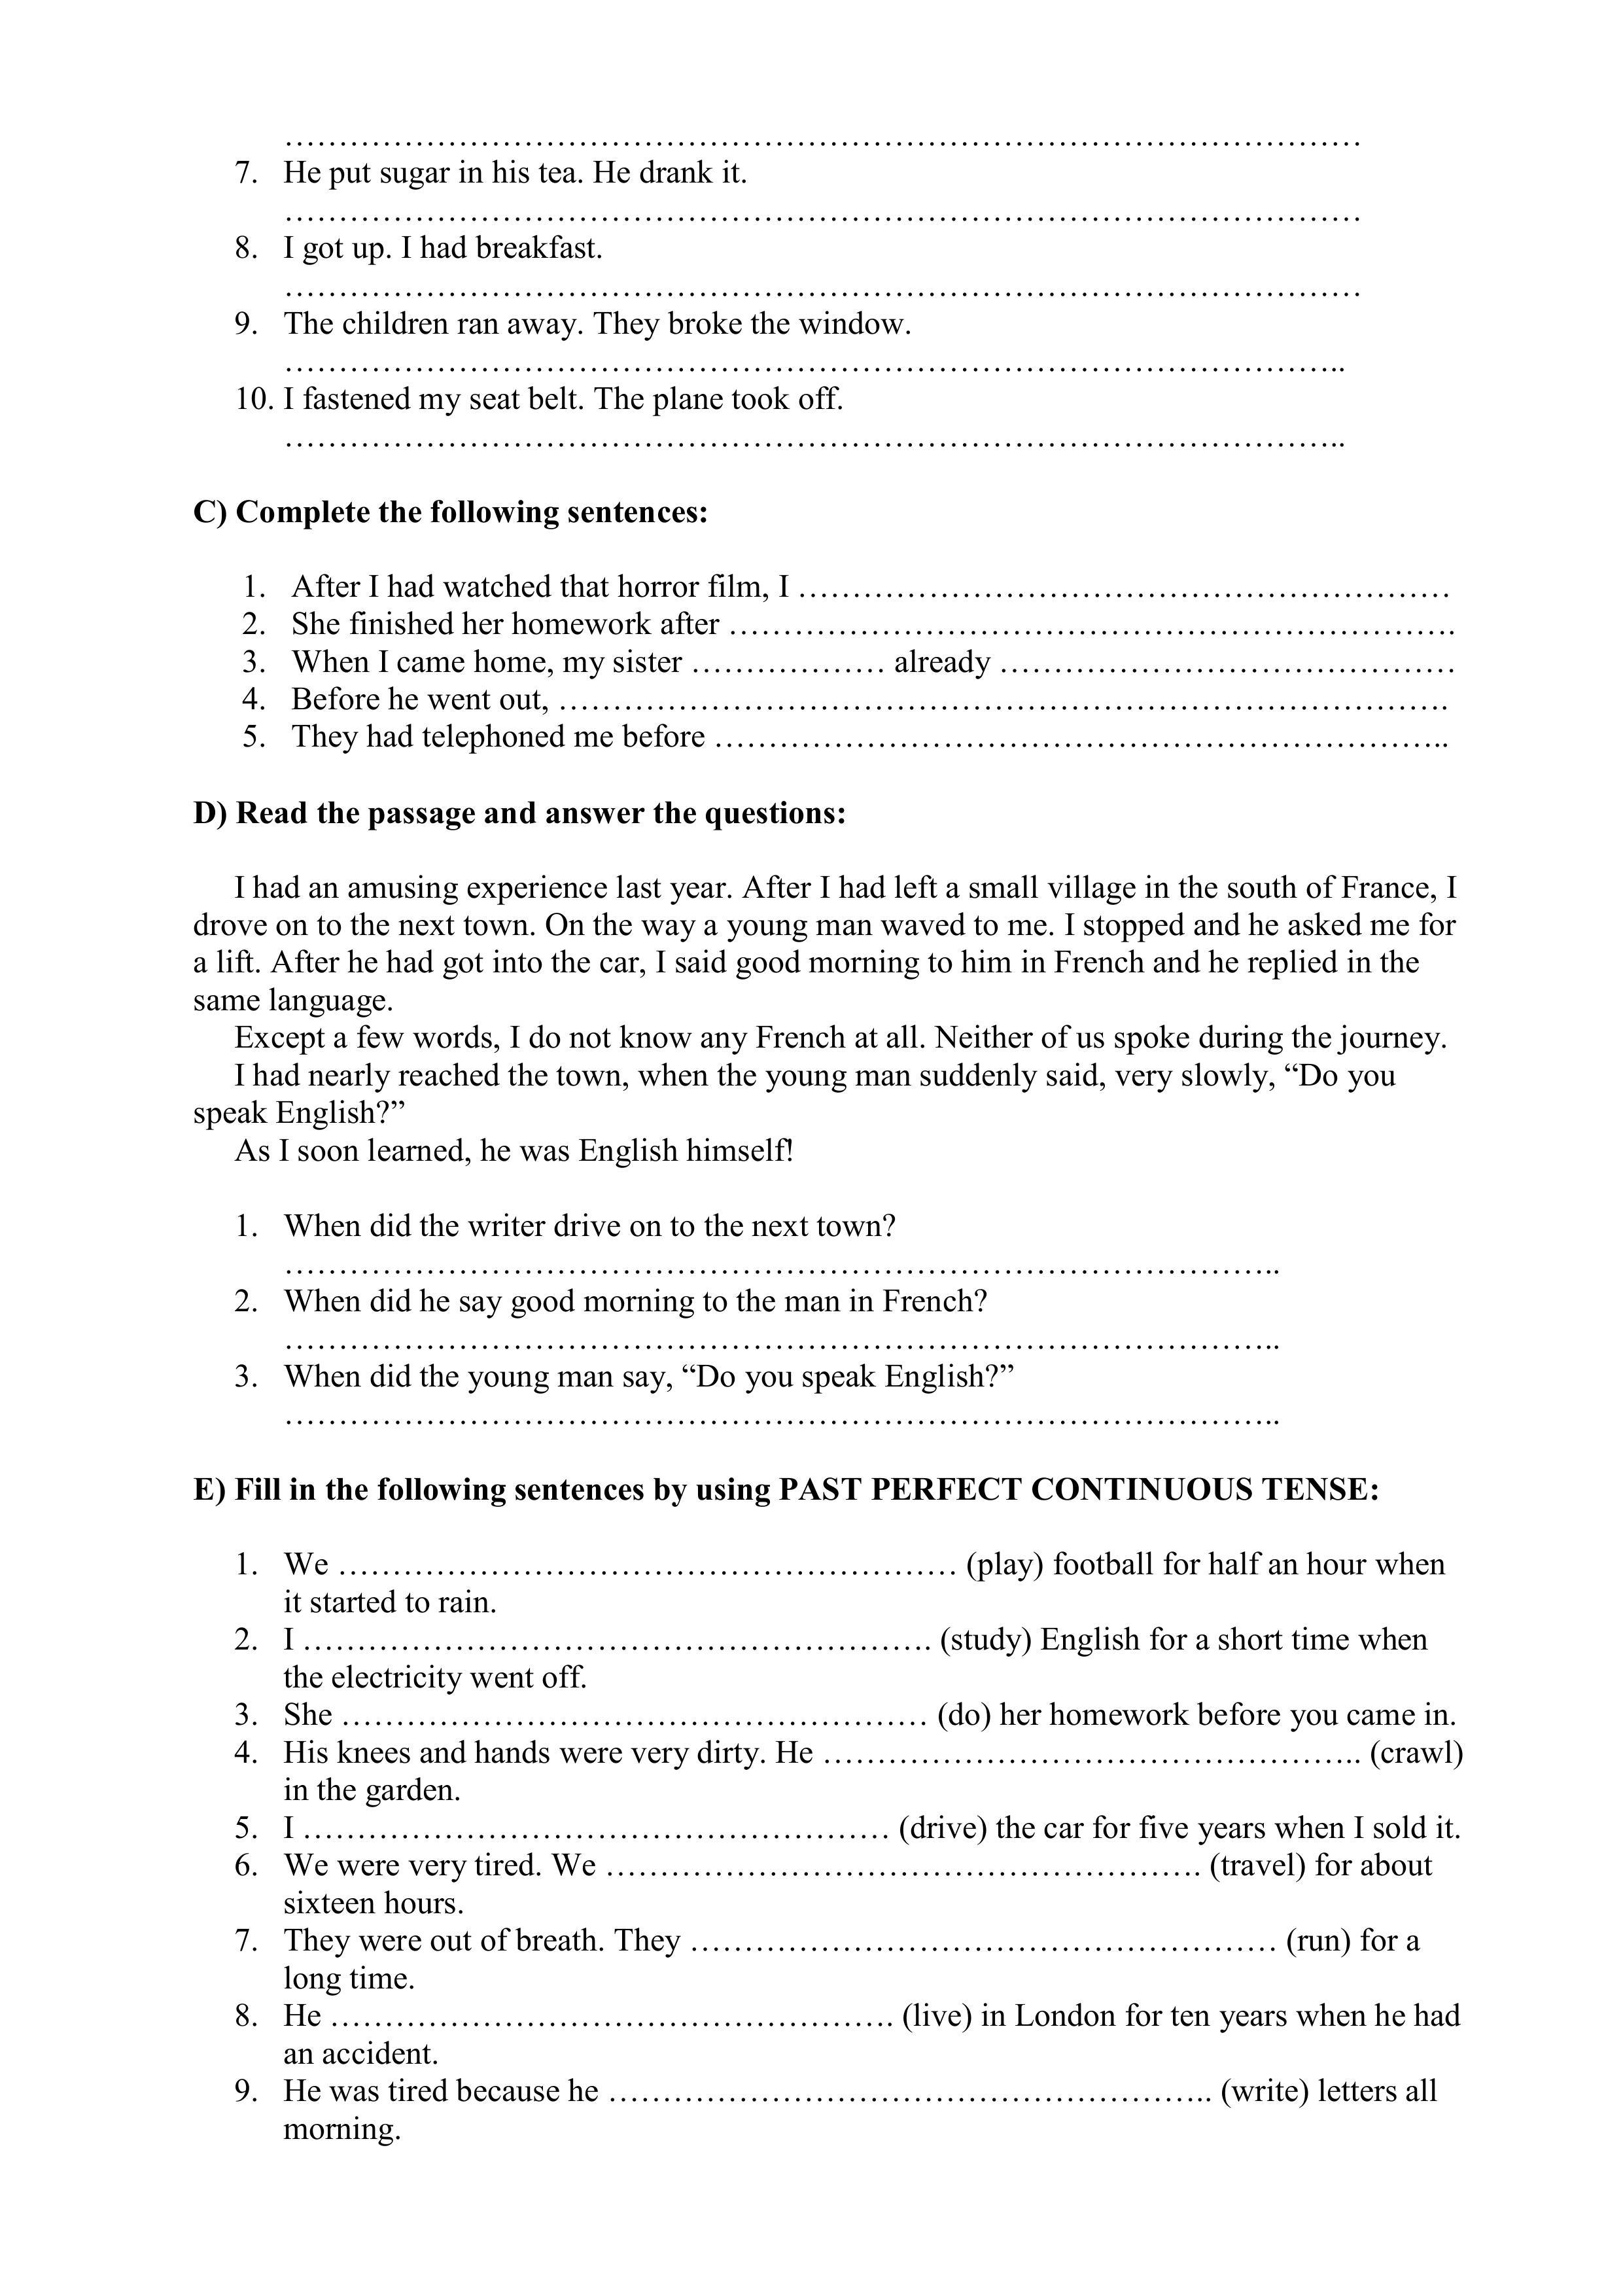 ……………………………………………………………………………………
7. He put sugar in his tea. He drank it.
……………………………………………………………………………………
8. I got up. I had breakfast.
……………………………………………………………………………………
9. The children ran away. They broke the window.
…………………………………………………………………………………..
10. I fastened my seat belt. The plane took off.
…………………………………………………………………………………..
C) Complete the following sentences:
1. After I had watched that horror film, I ……………………………………………………
2. She finished her homework after ………………………………………………………….
3. When I came home, my sister ……………… already ……………………………………
4. Before he went out, ……………………………………………………………………….
5. They had telephoned me before …………………………………………………………..
D) Read the passage and answer the questions:
I had an amusing experience last year. After I had left a small village in the south of France, I
drove on to the next town. On the way a young man waved to me. I stopped and he asked me for
a lift. After he had got into the car, I said good morning to him in French and he replied in the
same language.
Except a few words, I do not know any French at all. Neither of us spoke during the journey.
I had nearly reached the town, when the young man suddenly said, very slowly, “Do you
speak English?”
As I soon learned, he was English himself!
1. When did the writer drive on to the next town?
……………………………………………………………………………..
2. When did he say good morning to the man in French?
……………………………………………………………………………..
3. When did the young man say, “Do you speak English?”
……………………………………………………………………………..
E) Fill in the following sentences by using PAST PERFECT CONTINUOUS TENSE:
1. We ………………………………………………… (play) football for half an hour when
it started to rain.
2. I …………………………………………………. (study) English for a short time when
the electricity went off.
3. She ……………………………………………… (do) her homework before you came in.
4. His knees and hands were very dirty. He ………………………………………….. (crawl)
in the garden.
5. I ……………………………………………… (drive) the car for five years when I sold it.
6. We were very tired. We ………………………………………………. (travel) for about
sixteen hours.
7. They were out of breath. They ……………………………………………… (run) for a
long time.
8. He ……………………………………………. (live) in London for ten years when he had
an accident.
9. He was tired because he ……………………………………………….. (write) letters all
morning.